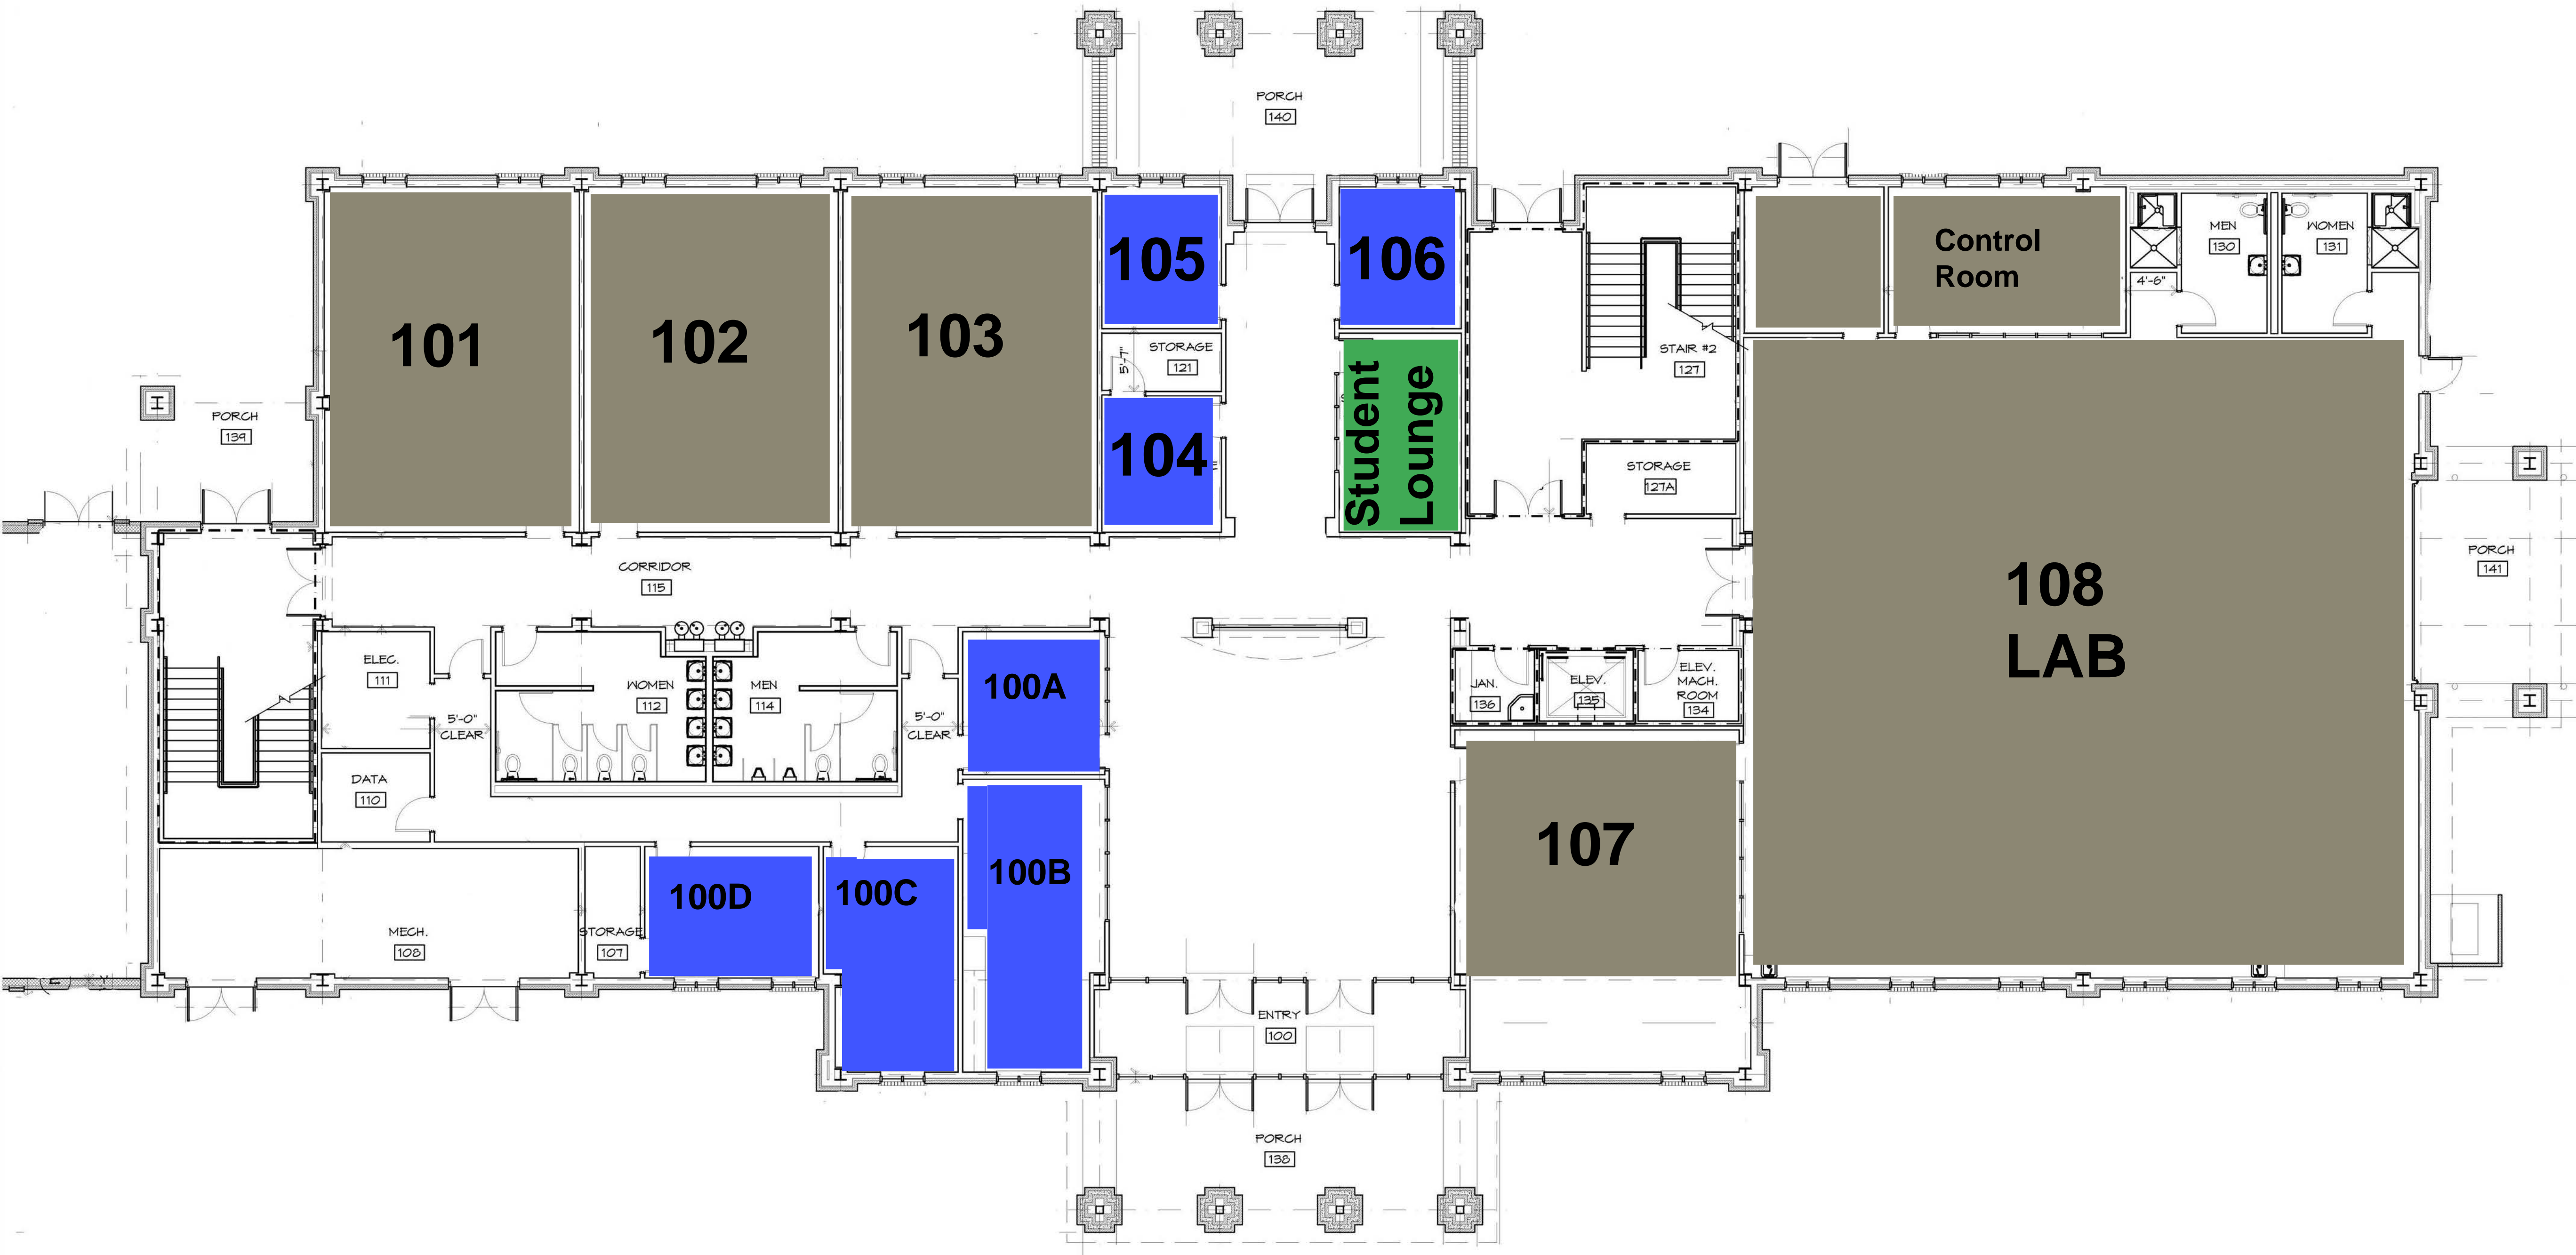 PORCH
140
105
106
Control
Room
MEN
130
WOMEN
131
4'-6"
101
102
103
STORAGE
121
5'-7"
STAIR #2
127
Student
Lounge
PORCH
139
104
STORAGE
127A
CORRIDOR
115
108
LAB
PORCH
141
ELEC.
111
WOMEN
112
MEN
114
100A
JAN.
136
ELEV.
135
ELEV.
MACH.
ROOM
134
5'-0"
CLEAR
5'-0"
CLEAR
DATA
110
107
100D
100C
100B
MECH.
108
STORAGE
107
ENTRY
100
PORCH
138